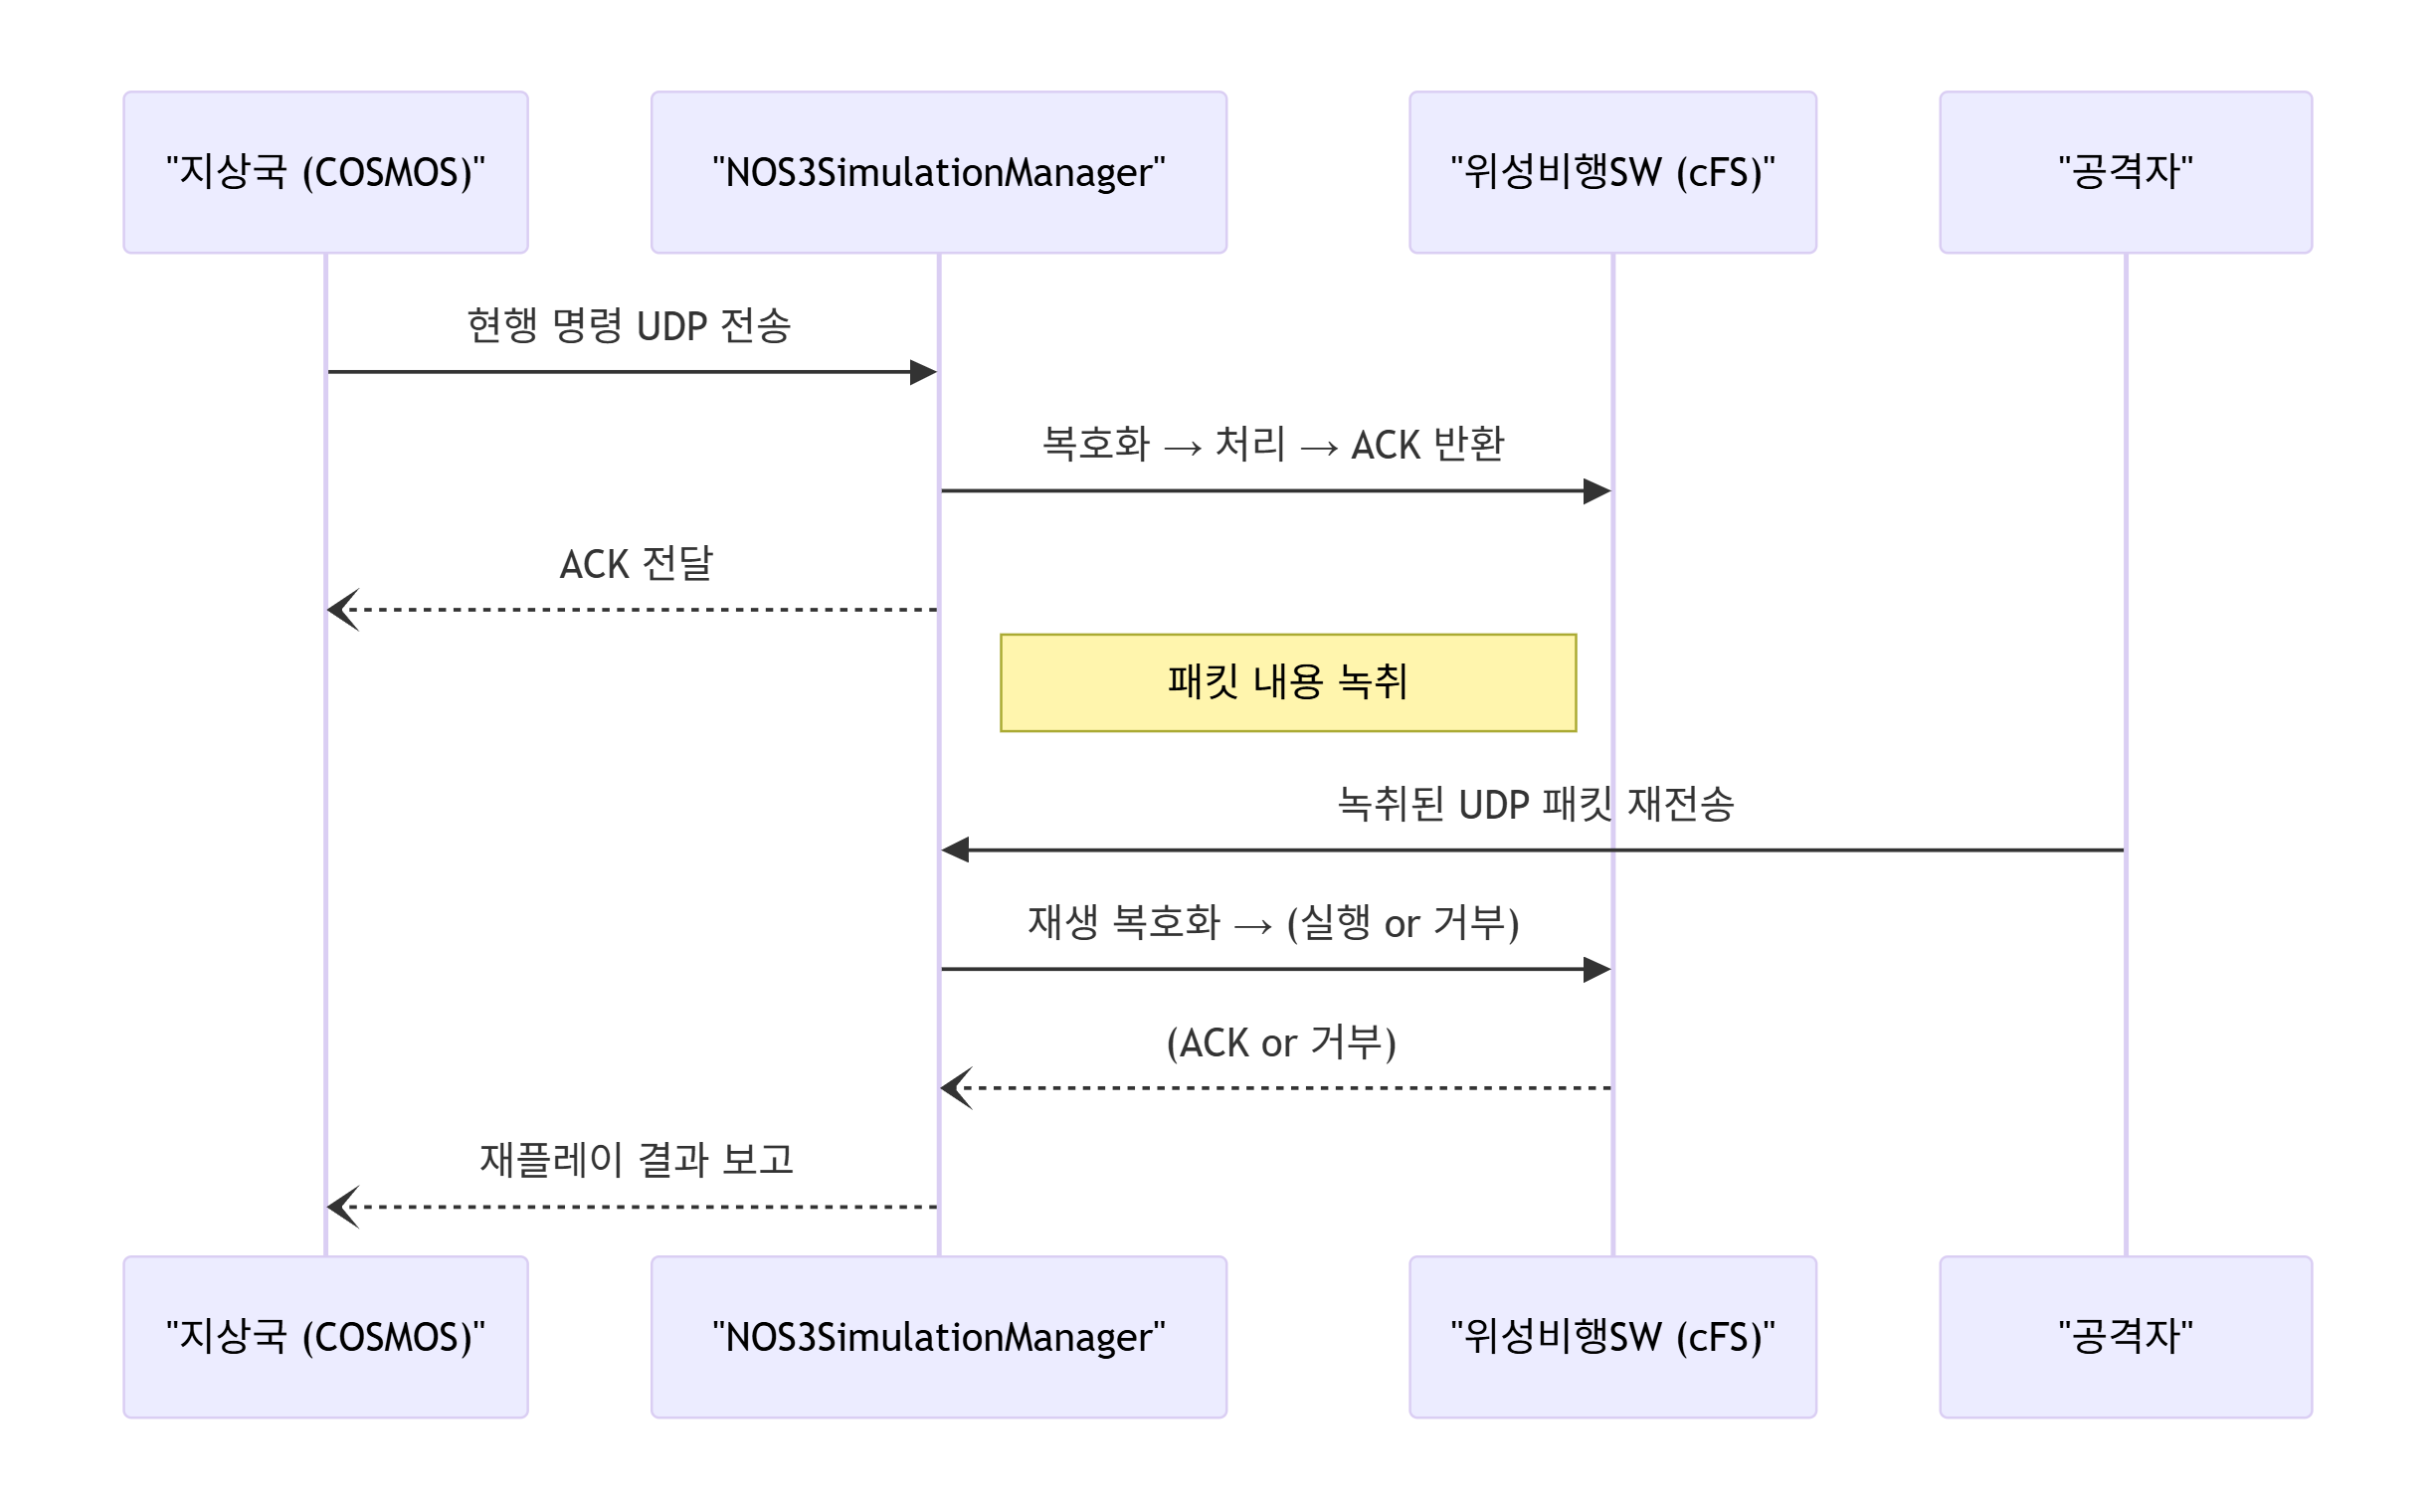 "지상국 (COSMOS)"
"NOS3SimulationManager"
"위성비행SW (cFS)"
"공격자"
현행 명령 UDP 전송
복호화 → 처리 → ACK 반환
ACK 전달
패킷 내용 녹취
녹취된 UDP 패킷 재전송
재생 복호화 → (실행 or 거부)
(ACK or 거부)
재플레이 결과 보고
"지상국 (COSMOS)"
"NOS3SimulationManager"
"위성비행SW (cFS)"
"공격자"